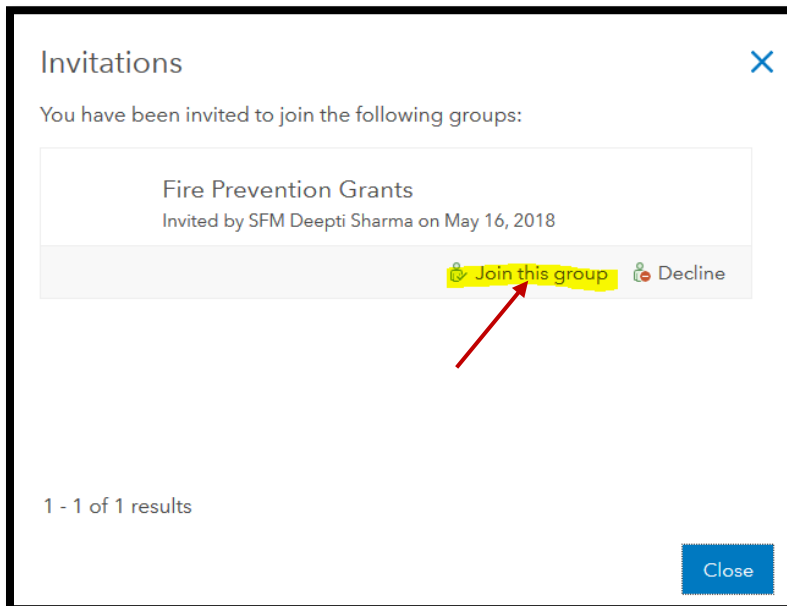 Invitations
You have been invited to join the following groups:
Fire Prevention Grants
Invited by SFM Deepti Sharma on May 16, 2018
Join this group Decline
1 - 1 of 1 results
Close